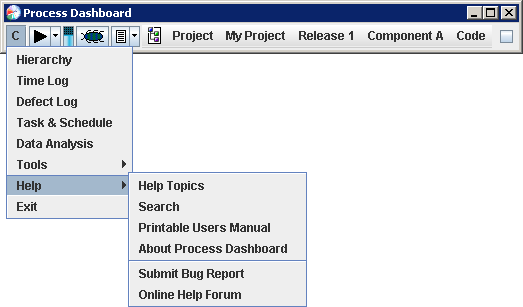 Process Dashboard
C Project My Project Release 1 Component A Code
Hierarchy
Time Log
Defect Log
Task & Schedule
Data Analysis
Tools
Help
Exit
Help Topics
Search
Printable Users Manual
About Process Dashboard
Submit Bug Report
Online Help Forum